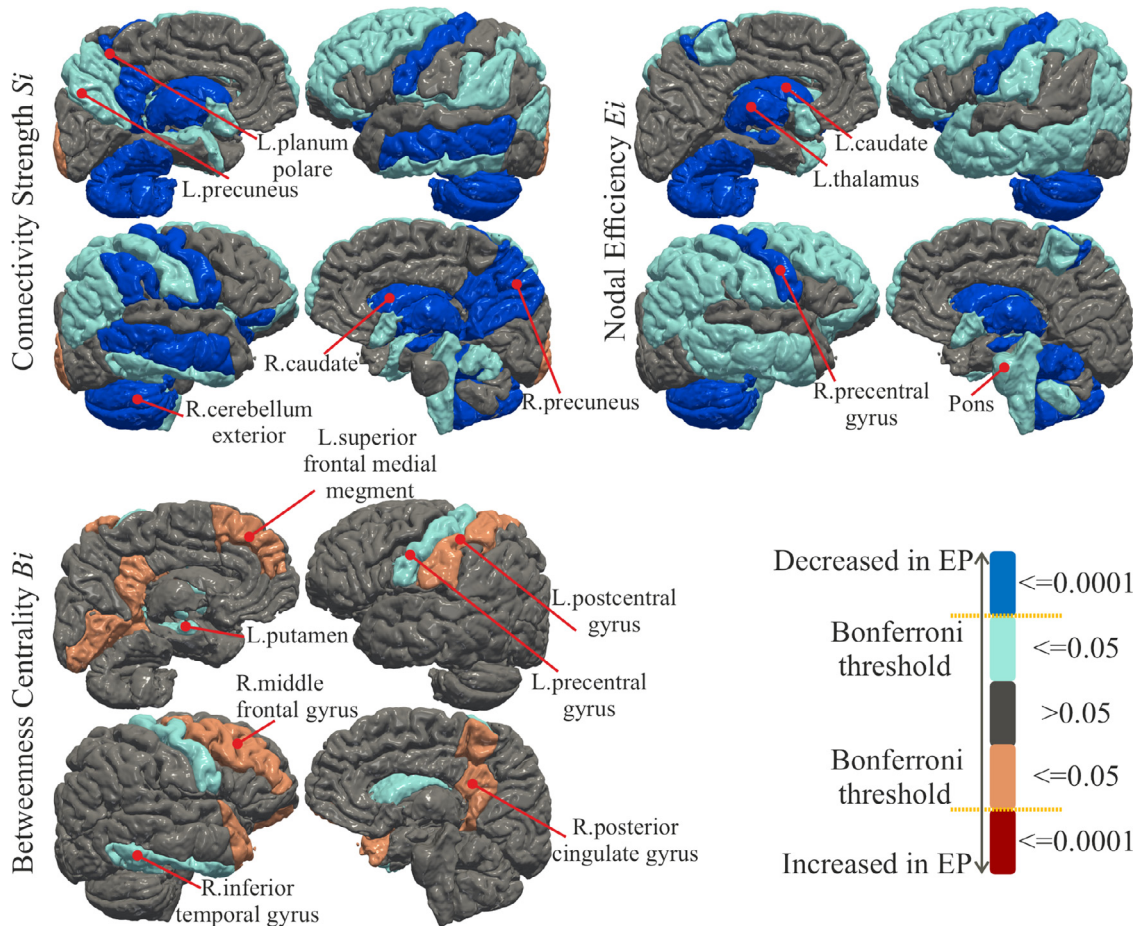 Connectivity Strength Si
L.planum
polare
L.precuneus
R.caudate
R.precuneus
R.cerebellum
exterior
Nodal Efficiency Ei
L.caudate
L.thalamus
R.precentral
gyrus
Pons
Betweenness Centrality Bi
L.superior
frontal medial
megment
L.putamen
L.postcentral
gyrus
L.precentral
gyrus
R.middle
frontal gyrus
R.posterior
cingulate gyrus
R.inferior
temporal gyrus
Decreased in EP
<=0.0001
Bonferroni
threshold
<=0.05
>0.05
Bonferroni
threshold
<=0.05
<=0.0001
Increased in EP